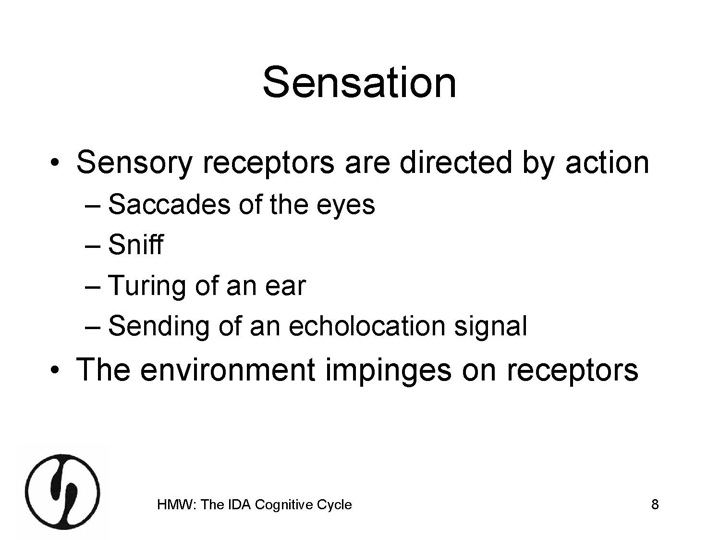 Sensation
• Sensory receptors are directed by action
– Saccades of the eyes
– Sniff
– Turing of an ear
– Sending of an echolocation signal
• The environment impinges on receptors
HMW: The IDA Cognitive Cycle
8